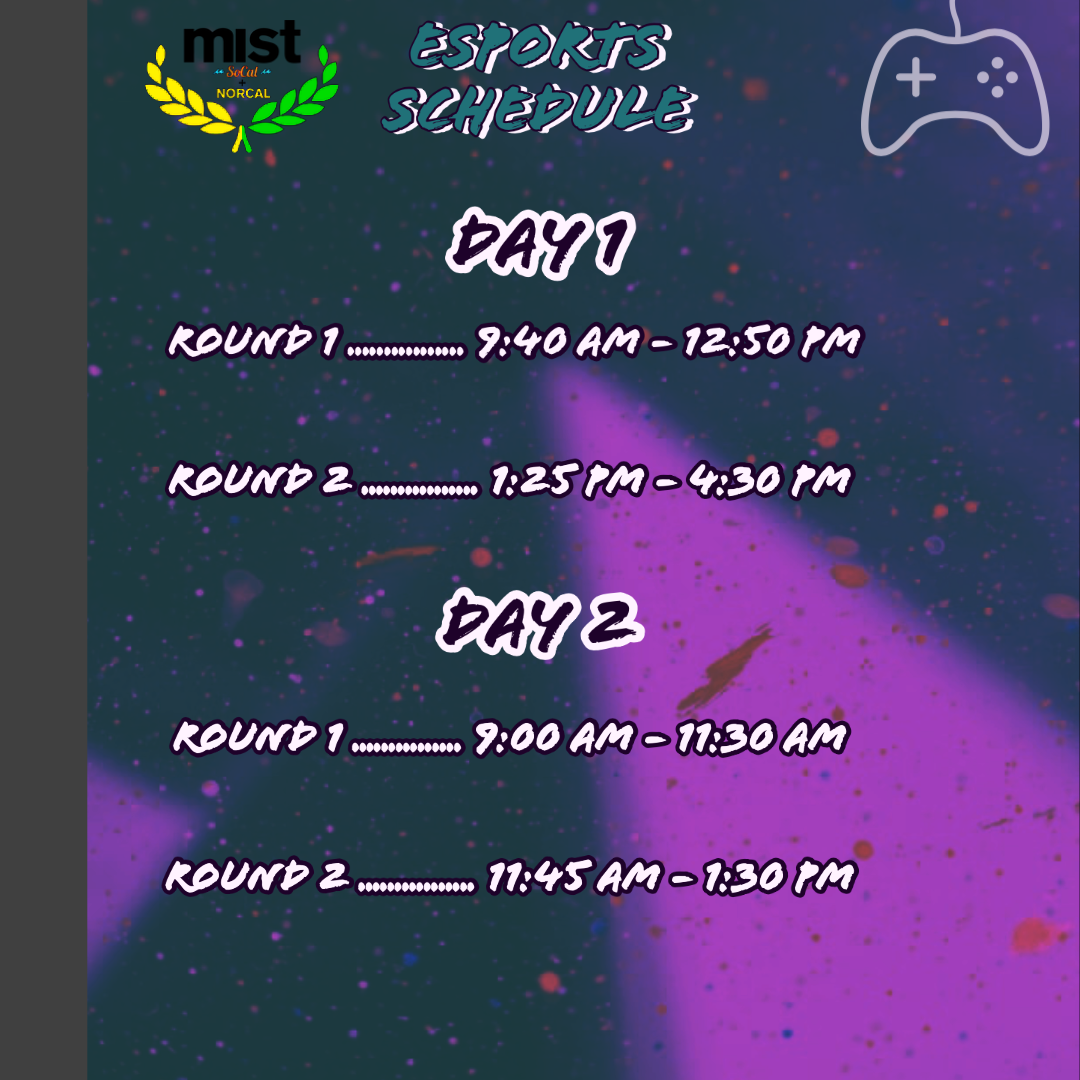 mist
SoCal
+
NORCAL
ESPORTS
SCHEDULE
DAY 1
ROUND 1 ................ 9:40 AM - 12:50 PM
ROUND 2 ................ 1:25 PM - 4:30 PM
DAY 2
ROUND 1 ............... 9:00 AM - 11:30 AM
ROUND 2 ................ 11:45 AM - 1:30 PM